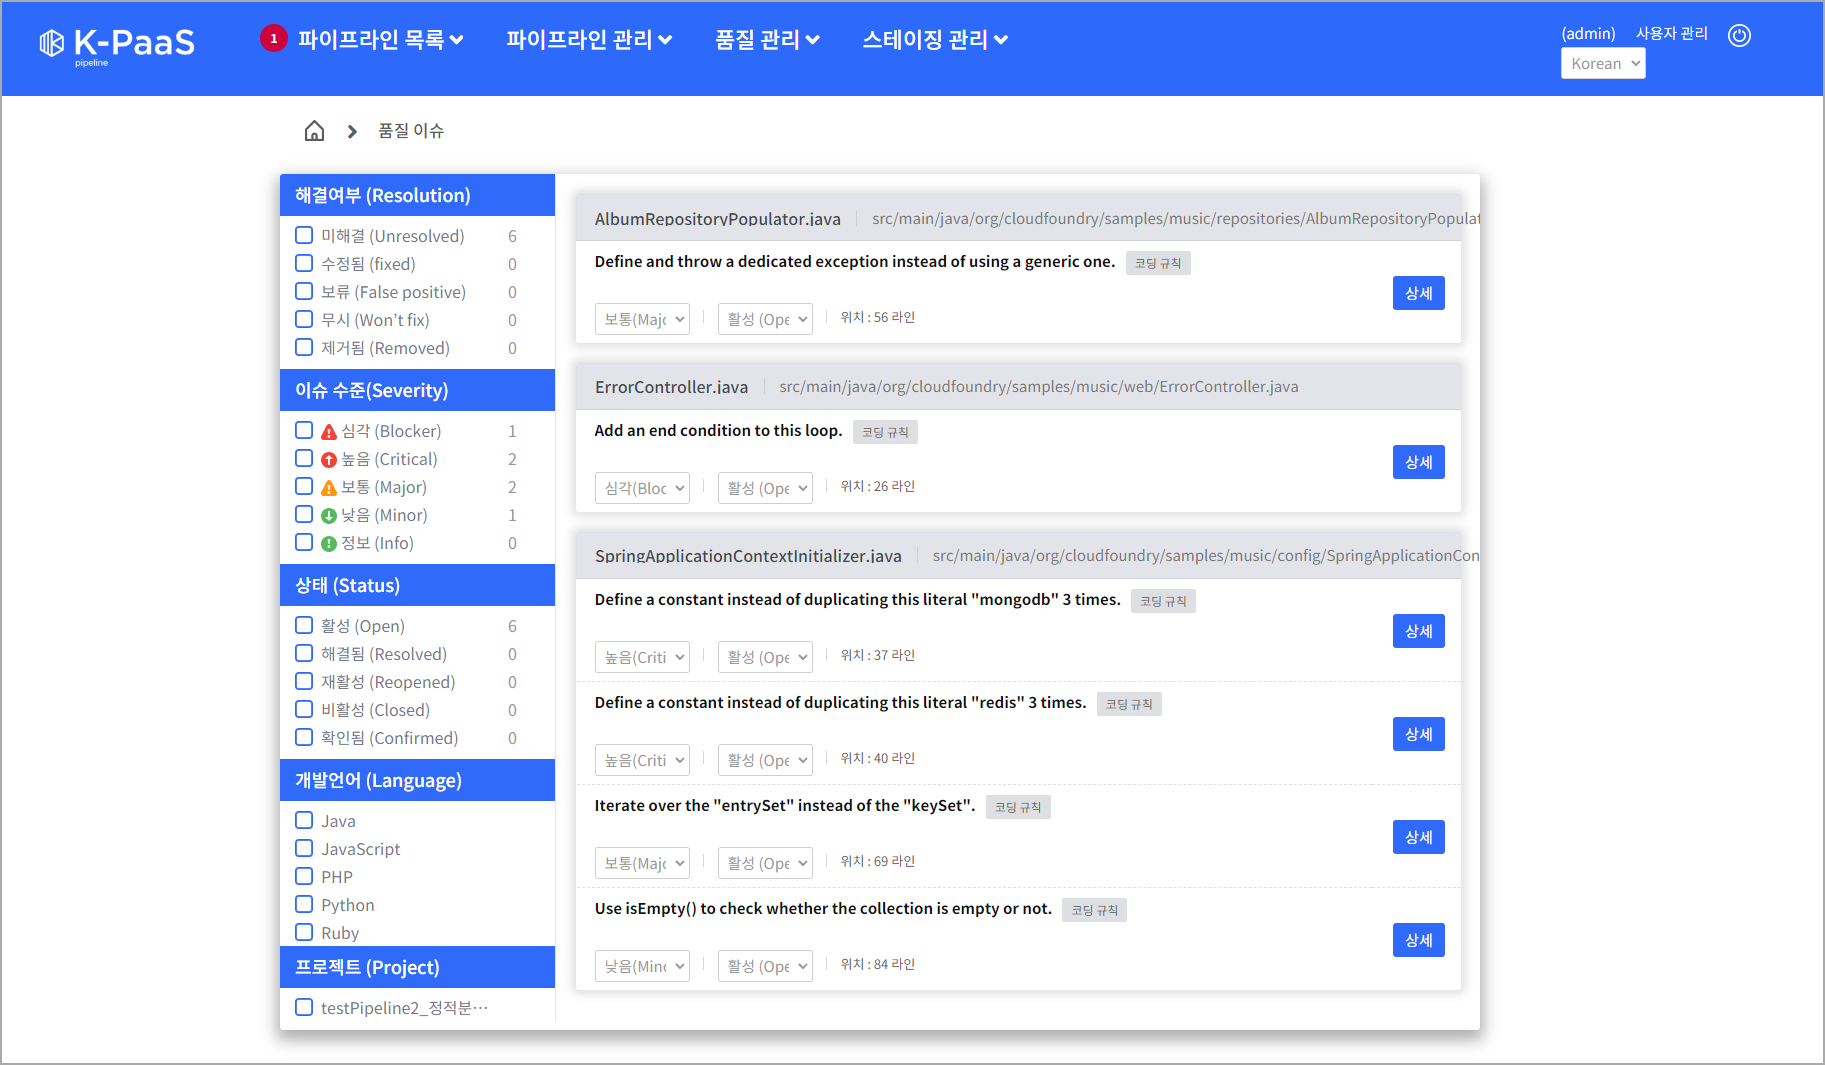 K-PaaS
pipeline
1 파이프라인 목록
파이프라인 관리
품질 관리
스테이징 관리
(admin) 사용자 관리
Korean
품질 이슈
해결여부 (Resolution)
미해결 (Unresolved) 6
수정됨 (fixed) 0
보류 (False positive) 0
무시 (Won’t fix) 0
제거됨 (Removed) 0
이슈 수준(Severity)
심각 (Blocker) 1
높음 (Critical) 2
보통 (Major) 2
낮음 (Minor) 1
정보 (Info) 0
상태 (Status)
활성 (Open) 6
해결됨 (Resolved) 0
재활성 (Reopened) 0
비활성 (Closed) 0
확인됨 (Confirmed) 0
개발언어 (Language)
Java
JavaScript
PHP
Python
Ruby
프로젝트 (Project)
testPipeline2_정적분…
AlbumRepositoryPopulator.java src/main/java/org/cloudfoundry/samples/music/repositories/AlbumRepositoryPopulat
Define and throw a dedicated exception instead of using a generic one. 코딩 규칙
상세
보통(Majo 활성 (Ope 위치 : 56 라인
ErrorController.java src/main/java/org/cloudfoundry/samples/music/web/ErrorController.java
Add an end condition to this loop. 코딩 규칙
상세
심각(Bloc 활성 (Ope 위치 : 26 라인
SpringApplicationContextInitializer.java src/main/java/org/cloudfoundry/samples/music/config/SpringApplicationCon
Define a constant instead of duplicating this literal "mongodb" 3 times. 코딩 규칙
상세
높음(Criti 활성 (Ope 위치 : 37 라인
Define a constant instead of duplicating this literal "redis" 3 times. 코딩 규칙
상세
높음(Criti 활성 (Ope 위치 : 40 라인
Iterate over the "entrySet" instead of the "keySet". 코딩 규칙
상세
보통(Majo 활성 (Ope 위치 : 69 라인
Use isEmpty() to check whether the collection is empty or not. 코딩 규칙
상세
낮음(Mino 활성 (Ope 위치 : 84 라인